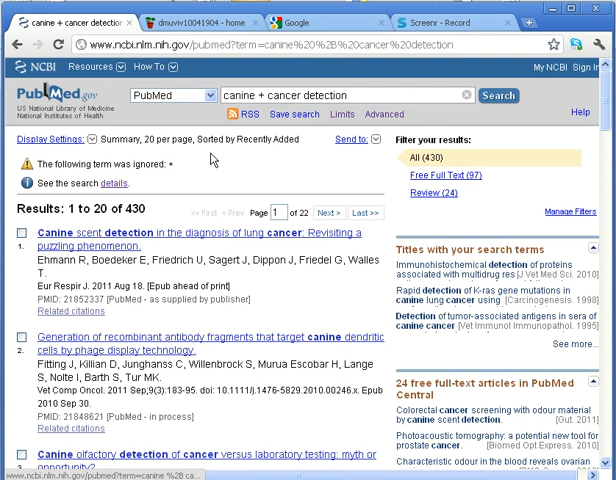 canine + cancer detection
dmuviv10041904 - home
Google
Screenr - Record
www.ncbi.nlm.nih.gov/pubmed?term=canine%20%2B%20cancer%20detection
NCBI Resources How To My NCBI Sign In
PubMed.gov
US National Library of Medicine
National Institutes of Health
PubMed
canine + cancer detection
Search
RSS Save search Limits Advanced
Help
Display Settings: Summary, 20 per page, Sorted by Recently Added Send to:
The following term was ignored: +
See the search details.
Results: 1 to 20 of 430
<< First < Prev Page 1 of 22 Next > Last >>
1.
Canine scent detection in the diagnosis of lung cancer: Revisiting a
puzzling phenomenon.
Ehmann R, Boedeker E, Friedrich U, Sagert J, Dippon J, Friedel G, Walles
T.
Eur Respir J. 2011 Aug 18. [Epub ahead of print]
PMID: 21852337 [PubMed - as supplied by publisher]
Related citations
2.
Generation of recombinant antibody fragments that target canine dendritic
cells by phage display technology.
Fitting J, Killian D, Junghanss C, Willenbrock S, Murua Escobar H, Lange
S, Nolte I, Barth S, Tur MK.
Vet Comp Oncol. 2011 Sep;9(3):183-95. doi: 10.1111/j.1476-5829.2010.00246.x. Epub
2010 Sep 30.
PMID: 21848621 [PubMed - in process]
Related citations
3.
Canine olfactory detection of cancer versus laboratory testing: myth or
opportunity?
Filter your results:
All (430)
Free Full Text (97)
Review (24)
Manage Filters
Titles with your search terms
Immunohistochemical detection of proteins
associated with multidrug res [J Vet Med Sci. 2010]
Rapid detection of K-ras gene mutations in
canine lung cancer using [Carcinogenesis. 1998]
Detection of tumor-associated antigens in sera of
canine cancer [Vet Immunol Immunopathol. 1995]
See more...
24 free full-text articles in PubMed
Central
Colorectal cancer screening with odour material
by canine scent detection. [Gut. 2011]
Photoacoustic tomography: a potential new tool for
prostate cancer. [Biomed Opt Express. 2010]
Characteristic odour in the blood reveals ovarian
www.ncbi.nlm.nih.gov/pubmed?term=canine %2B ca...